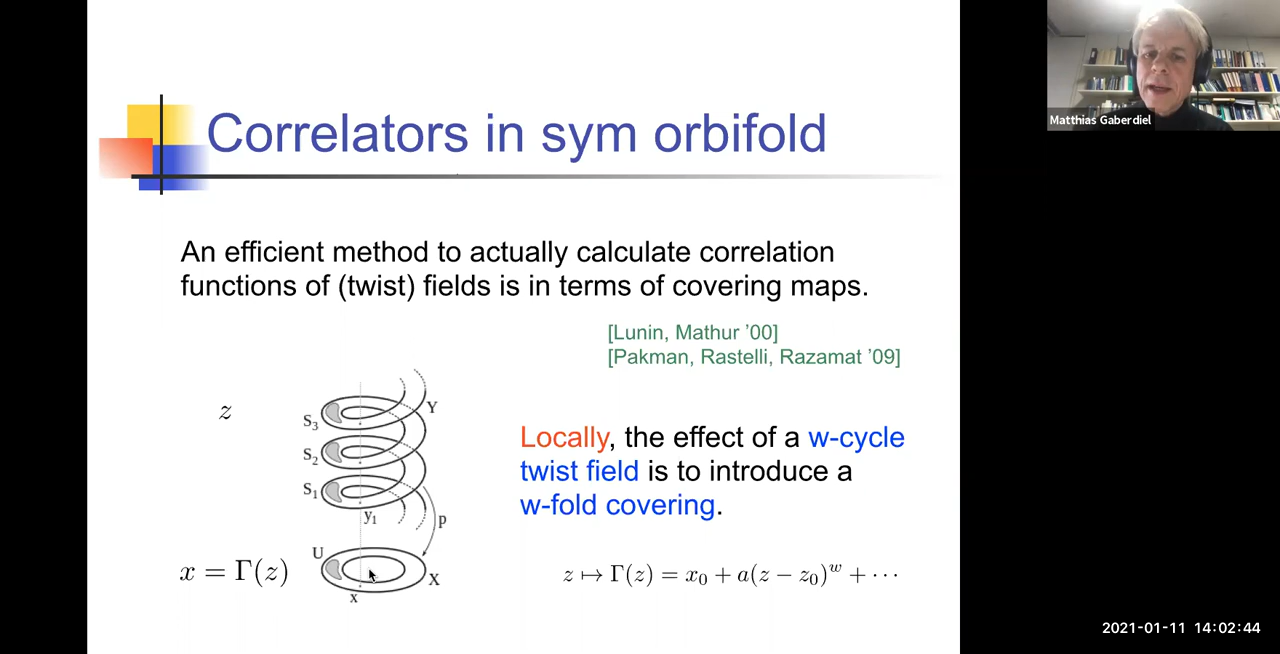 Matthias Gaberdiel
Correlators in sym orbifold
An efficient method to actually calculate correlation
functions of (twist) fields is in terms of covering maps.
[Lunin, Mathur ’00]
[Pakman, Rastelli, Razamat ’09]
z
S₃
Y
S₂
S₁
y₁
p
U
X
x
x = Γ(z)
Locally, the effect of a w-cycle
twist field is to introduce a
w-fold covering.
z ↦ Γ(z) = x₀ + a(z − z₀)ʷ + ⋯
2021-01-11 14:02:44